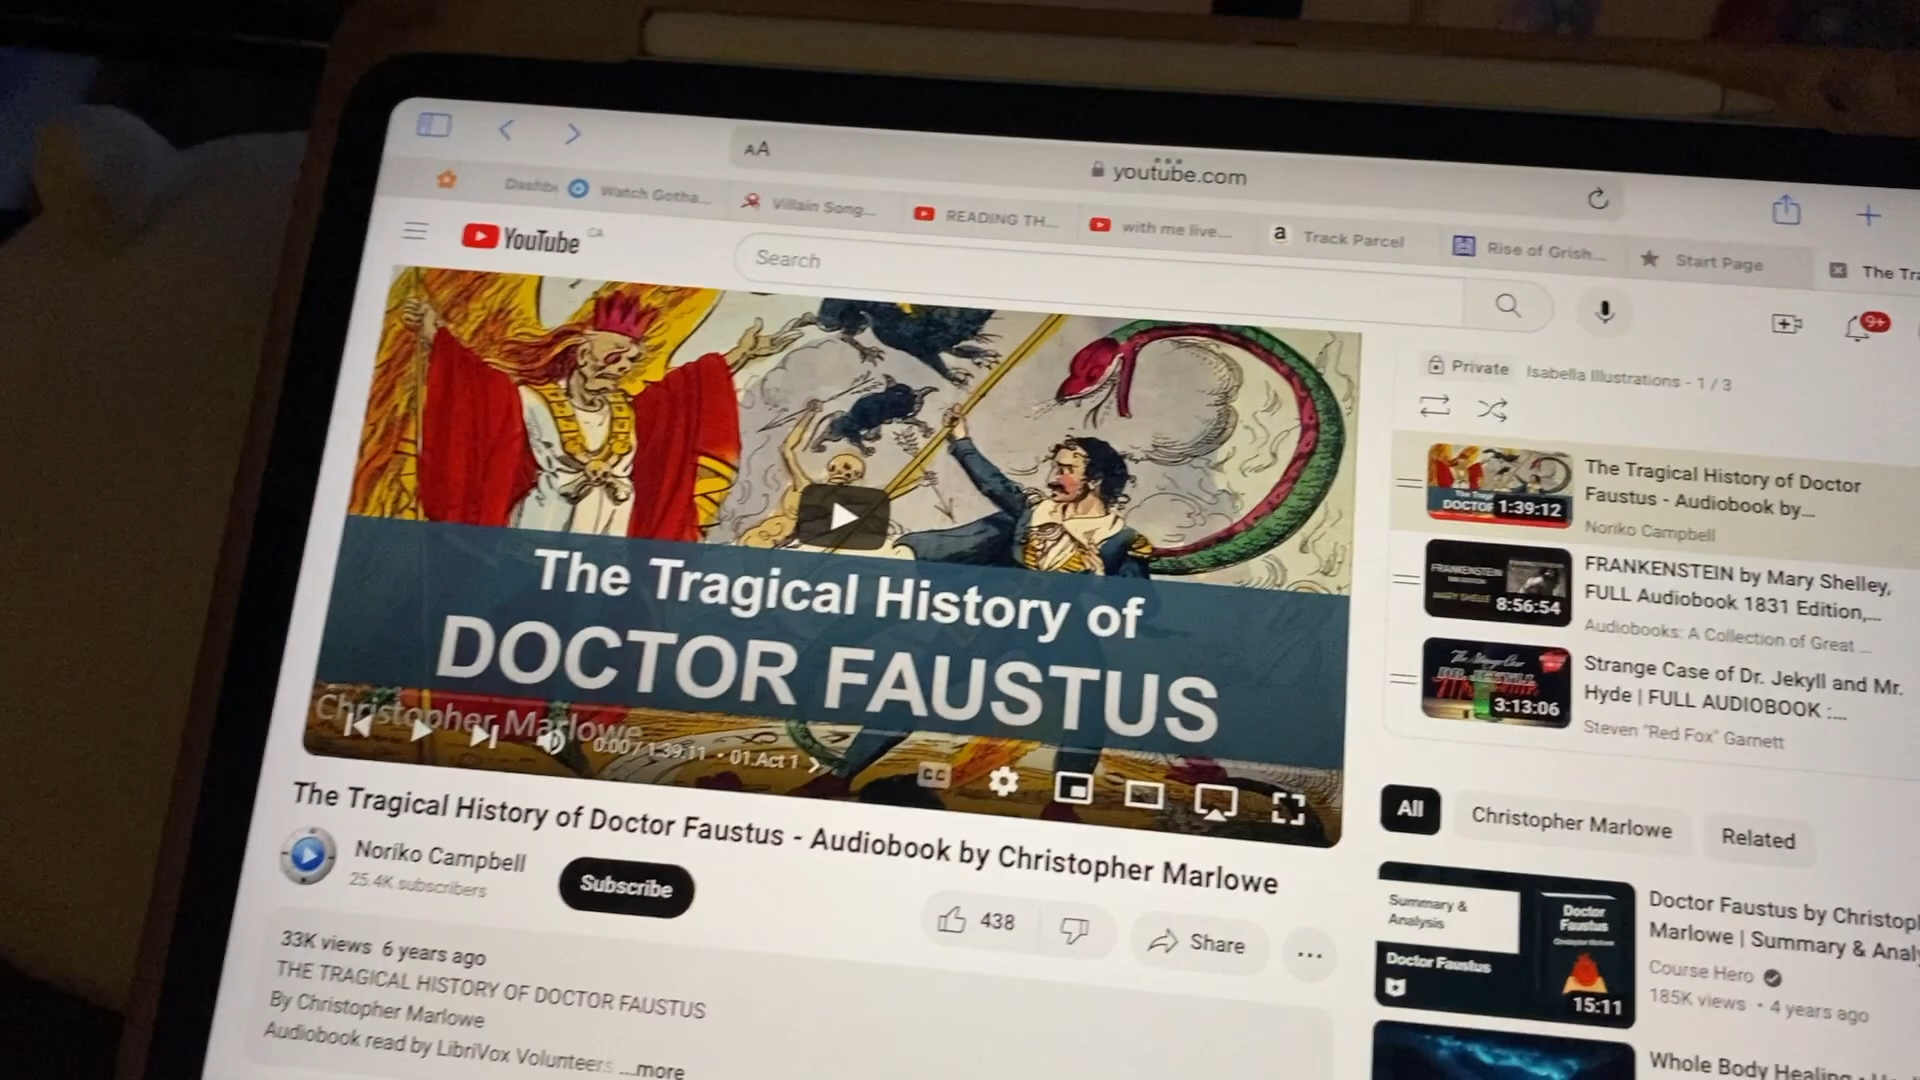 AA
youtube.com
Watch Gotha...
Villain Song...
READING TH...
with me live...
a
Track Parcel
Rise of Grish...
Start Page
The Tra
YouTube CA
Search
9+
Private
Isabella Illustrations - 1 / 3
The Tragical History of
DOCTOR FAUSTUS
Christopher Marlowe
0:00 / 1:39:11 • 01.Act 1 >
CC
1:39:12
The Tragical History of Doctor
Faustus - Audiobook by...
Noriko Campbell
FRANKENSTEIN
8:56:54
FRANKENSTEIN by Mary Shelley,
FULL Audiobook 1831 Edition,...
Audiobooks: A Collection of Great ...
3:13:06
Strange Case of Dr. Jekyll and Mr.
Hyde | FULL AUDIOBOOK :...
Steven "Red Fox" Garnett
The Tragical History of Doctor Faustus - Audiobook by Christopher Marlowe
Noriko Campbell
25.4K subscribers
Subscribe
438
Share
33K views 6 years ago
THE TRAGICAL HISTORY OF DOCTOR FAUSTUS
By Christopher Marlowe
Audiobook read by LibriVox Volunteers ...more
All
Christopher Marlowe
Related
Summary &
Analysis
Doctor Faustus
Doctor
Faustus
15:11
Doctor Faustus by Christop
Marlowe | Summary & Analy
Course Hero
185K views • 4 years ago
Whole Body Healing